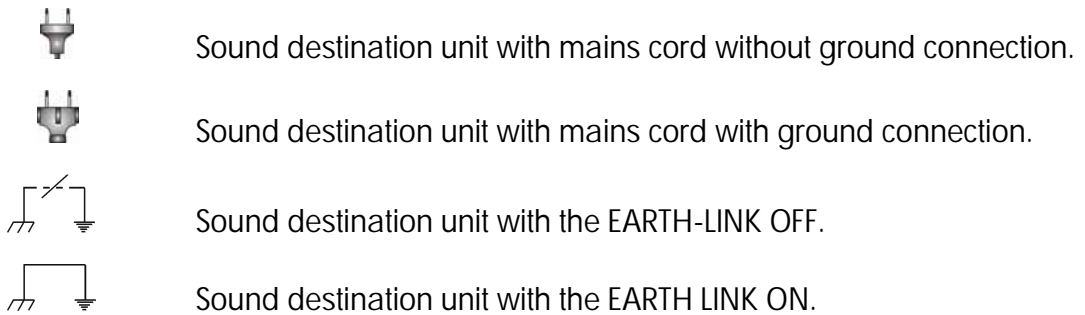 Sound destination unit with mains cord without ground connection.
Sound destination unit with mains cord with ground connection.
Sound destination unit with the EARTH-LINK OFF.
Sound destination unit with the EARTH LINK ON.